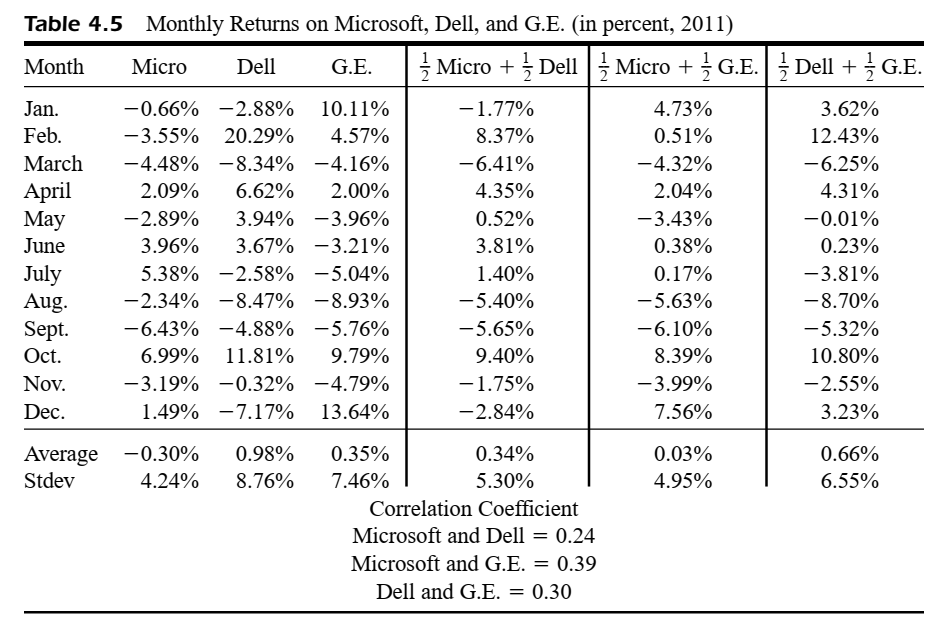 Table 4.5 Monthly Returns on Microsoft, Dell, and G.E. (in percent, 2011)
Month Micro Dell G.E. ½ Micro + ½ Dell ½ Micro + ½ G.E. ½ Dell + ½ G.E.
Jan. −0.66% −2.88% 10.11% −1.77% 4.73% 3.62%
Feb. −3.55% 20.29% 4.57% 8.37% 0.51% 12.43%
March −4.48% −8.34% −4.16% −6.41% −4.32% −6.25%
April 2.09% 6.62% 2.00% 4.35% 2.04% 4.31%
May −2.89% 3.94% −3.96% 0.52% −3.43% −0.01%
June 3.96% 3.67% −3.21% 3.81% 0.38% 0.23%
July 5.38% −2.58% −5.04% 1.40% 0.17% −3.81%
Aug. −2.34% −8.47% −8.93% −5.40% −5.63% −8.70%
Sept. −6.43% −4.88% −5.76% −5.65% −6.10% −5.32%
Oct. 6.99% 11.81% 9.79% 9.40% 8.39% 10.80%
Nov. −3.19% −0.32% −4.79% −1.75% −3.99% −2.55%
Dec. 1.49% −7.17% 13.64% −2.84% 7.56% 3.23%
Average −0.30% 0.98% 0.35% 0.34% 0.03% 0.66%
Stdev 4.24% 8.76% 7.46% 5.30% 4.95% 6.55%
Correlation Coefficient
Microsoft and Dell = 0.24
Microsoft and G.E. = 0.39
Dell and G.E. = 0.30